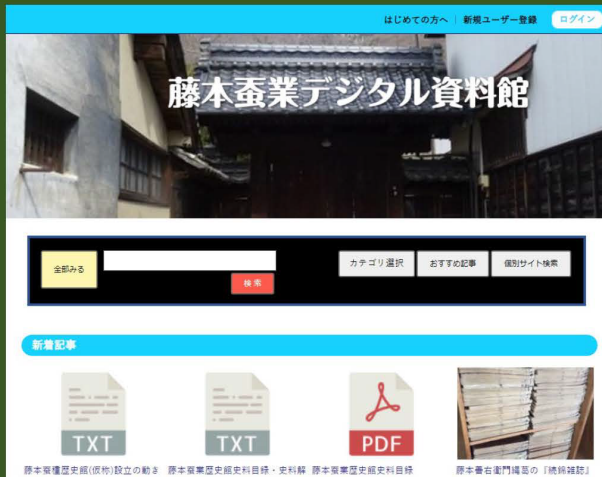 はじめての方へ | 新規ユーザー登録 ログイン
藤本蚕業デジタル資料館
全部みる
検索
カテゴリ選択 おすすめ記事 個別サイト検索
新着記事
TXT TXT PDF
藤本蚕種歴史館(仮称)設立の動き 藤本蚕業歴史館史料目録・史料解 藤本蚕業歴史館史料目録 藤本善右衛門縄葛の『続錦雑誌』